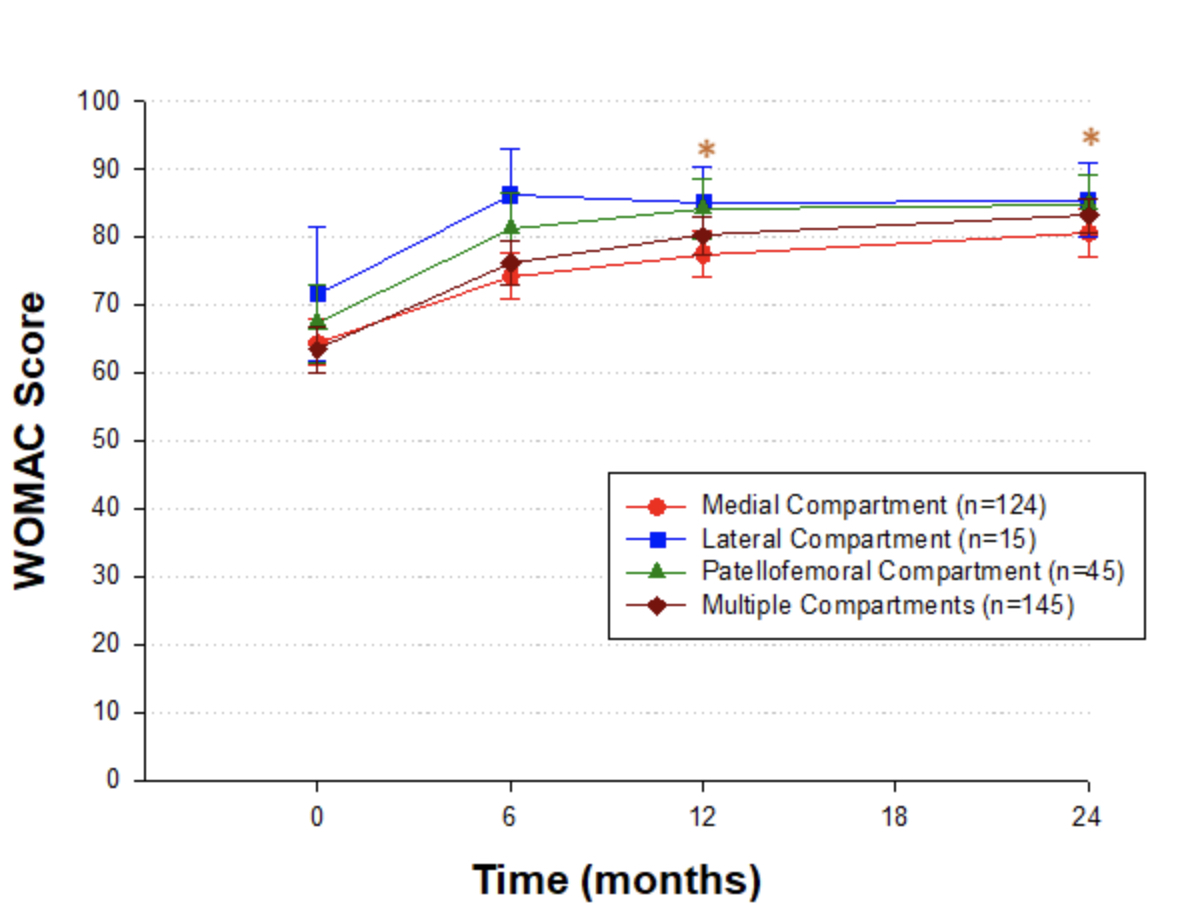 100
90
80
70
60
50
40
30
20
10
0
WOMAC Score
*
*
Medial Compartment (n=124)
Lateral Compartment (n=15)
Patellofemoral Compartment (n=45)
Multiple Compartments (n=145)
0 6 12 18 24
Time (months)